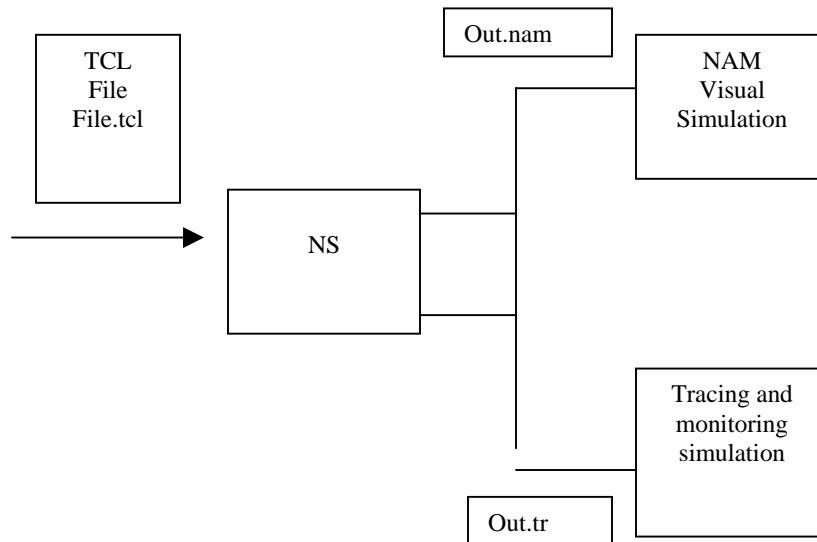 Out.nam
TCL
File
File.tcl
NAM
Visual
Simulation
NS
Tracing and
monitoring
simulation
Out.tr